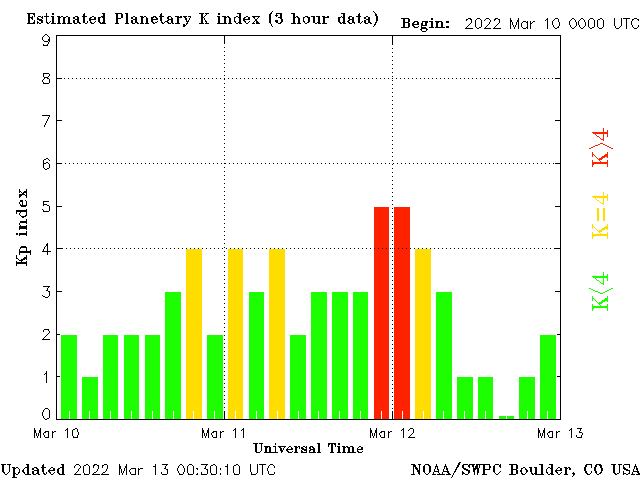 Estimated Planetary K index (3 hour data) Begin: 2022 Mar 10 0000 UTC
9
8
7
6
5
4
3
2
1
0
Kp index
K>4
K=4
K<4
Mar 10 Mar 11 Mar 12 Mar 13
Universal Time
Updated 2022 Mar 13 00:30:10 UTC NOAA/SWPC Boulder, CO USA